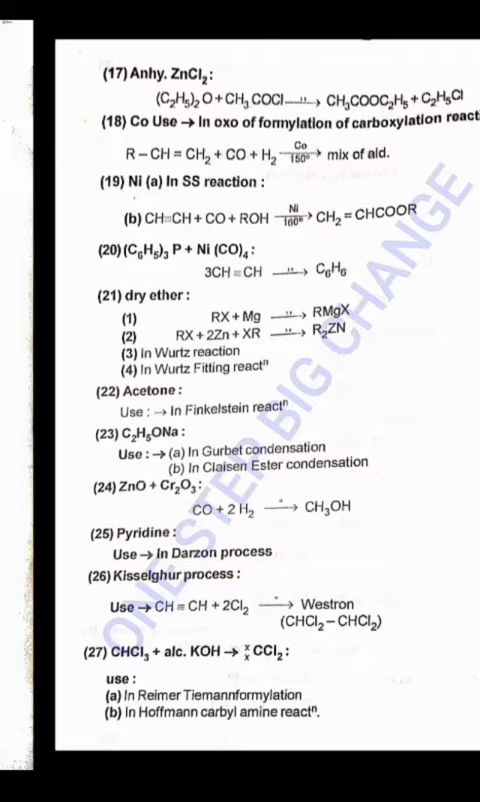 (17) Anhy. ZnCl₂:
(C₂H₅)₂ O + CH₃ COCl —"→ CH₃COOC₂H₅ + C₂H₅Cl
(18) Co Use → In oxo of formylation of carboxylation react
R – CH = CH₂ + CO + H₂ —Co/150°→ mix of ald.
(19) Ni (a) In SS reaction :
(b) CH≡CH + CO + ROH —Ni/160°→ CH₂ = CHCOOR
(20) (C₆H₅)₃ P + Ni (CO)₄ :
3CH ≡ CH —"→ C₆H₆
(21) dry ether :
(1) RX + Mg —"→ RMgX
(2) RX + 2Zn + XR —"→ R₂ZN
(3) In Wurtz reaction
(4) In Wurtz Fitting reactⁿ
(22) Acetone :
Use : → In Finkelstein reactⁿ
(23) C₂H₅ONa :
Use : → (a) In Gurbet condensation
(b) In Claisen Ester condensation
(24) ZnO + Cr₂O₃:
CO + 2 H₂ —"→ CH₃OH
(25) Pyridine :
Use → In Darzon process
(26) Kisselghur process :
Use → CH ≡ CH + 2Cl₂ —"→ Westron
(CHCl₂ – CHCl₂)
(27) CHCl₃ + alc. KOH → ˣₓCCl₂ :
use :
(a) In Reimer Tiemannformylation
(b) In Hoffmann carbyl amine reactⁿ.
ONE STEP BIG CHANGE